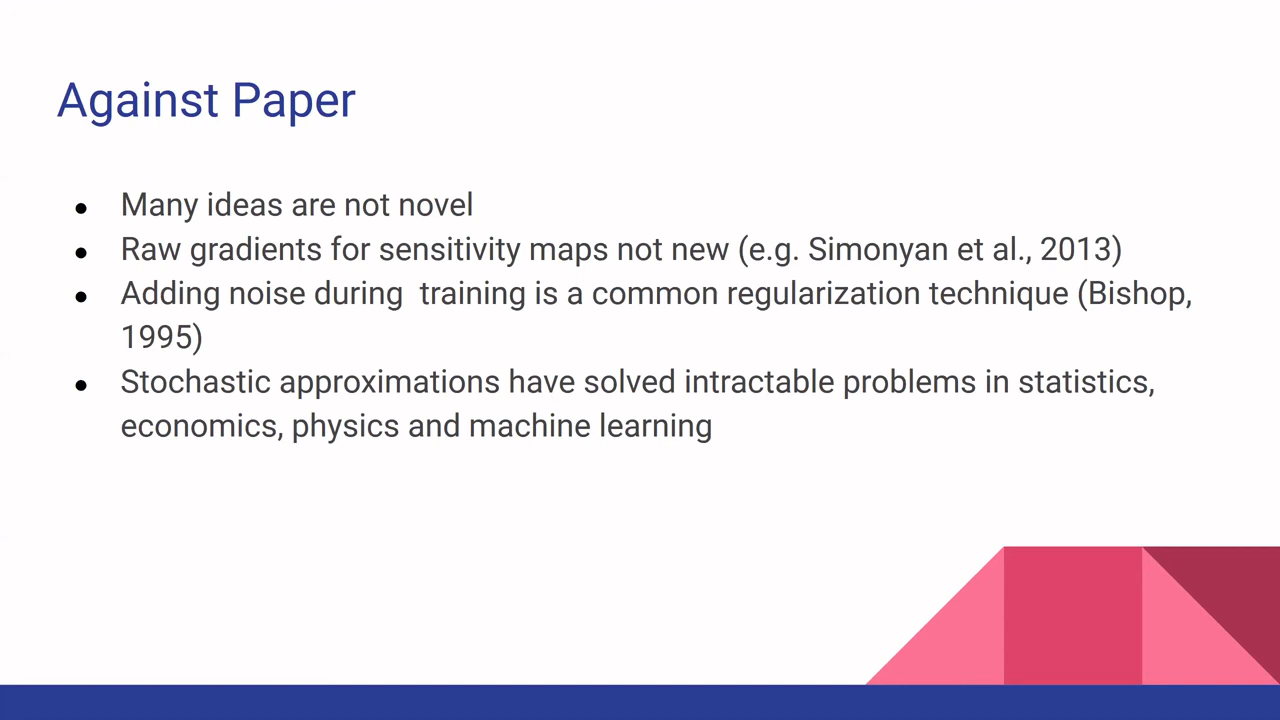 Against Paper
● Many ideas are not novel
● Raw gradients for sensitivity maps not new (e.g. Simonyan et al., 2013)
● Adding noise during  training is a common regularization technique (Bishop,
1995)
● Stochastic approximations have solved intractable problems in statistics,
economics, physics and machine learning